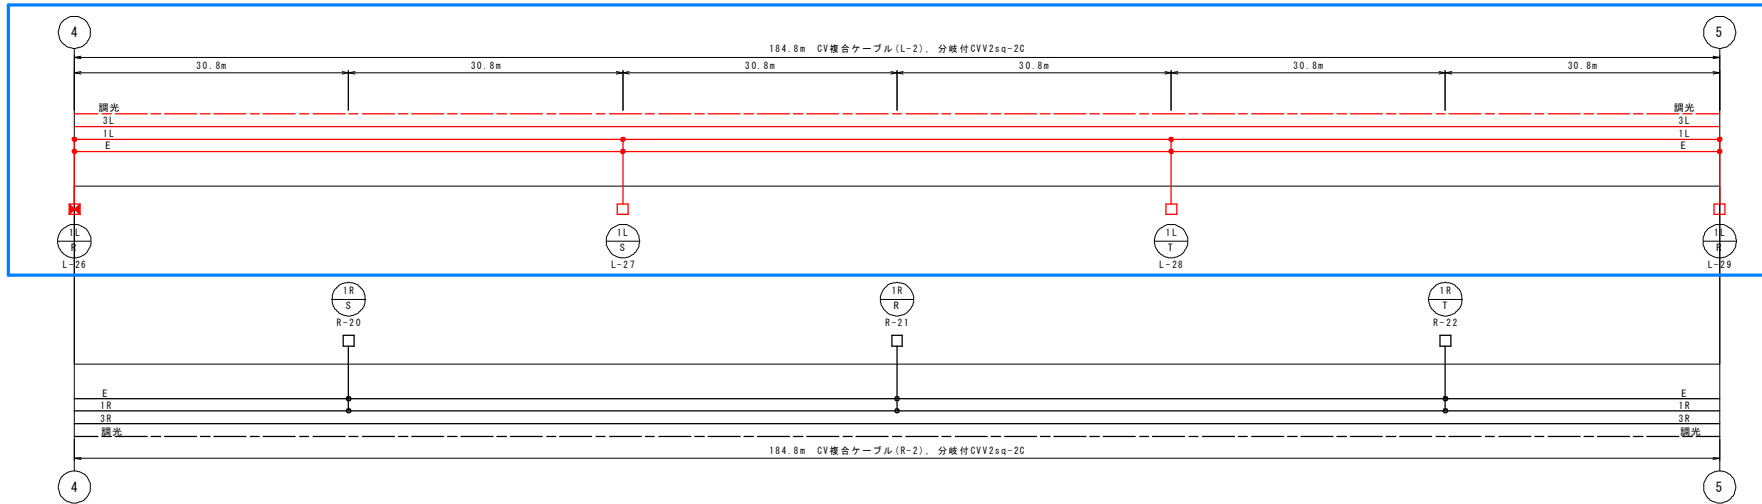 4
5
184.8m CV複合ケーブル(L-2), 分岐付CVV2sq-2C
30.8m 30.8m 30.8m 30.8m 30.8m 30.8m
調光 調光
3L 3L
1L 1L
E E
1L 1L 1L 1L
R S T R
L-26 L-27 L-28 L-29
1R 1R 1R
S R T
R-20 R-21 R-22
E E
1R 1R
3R 3R
調光 調光
184.8m CV複合ケーブル(R-2), 分岐付CVV2sq-2C
4
5